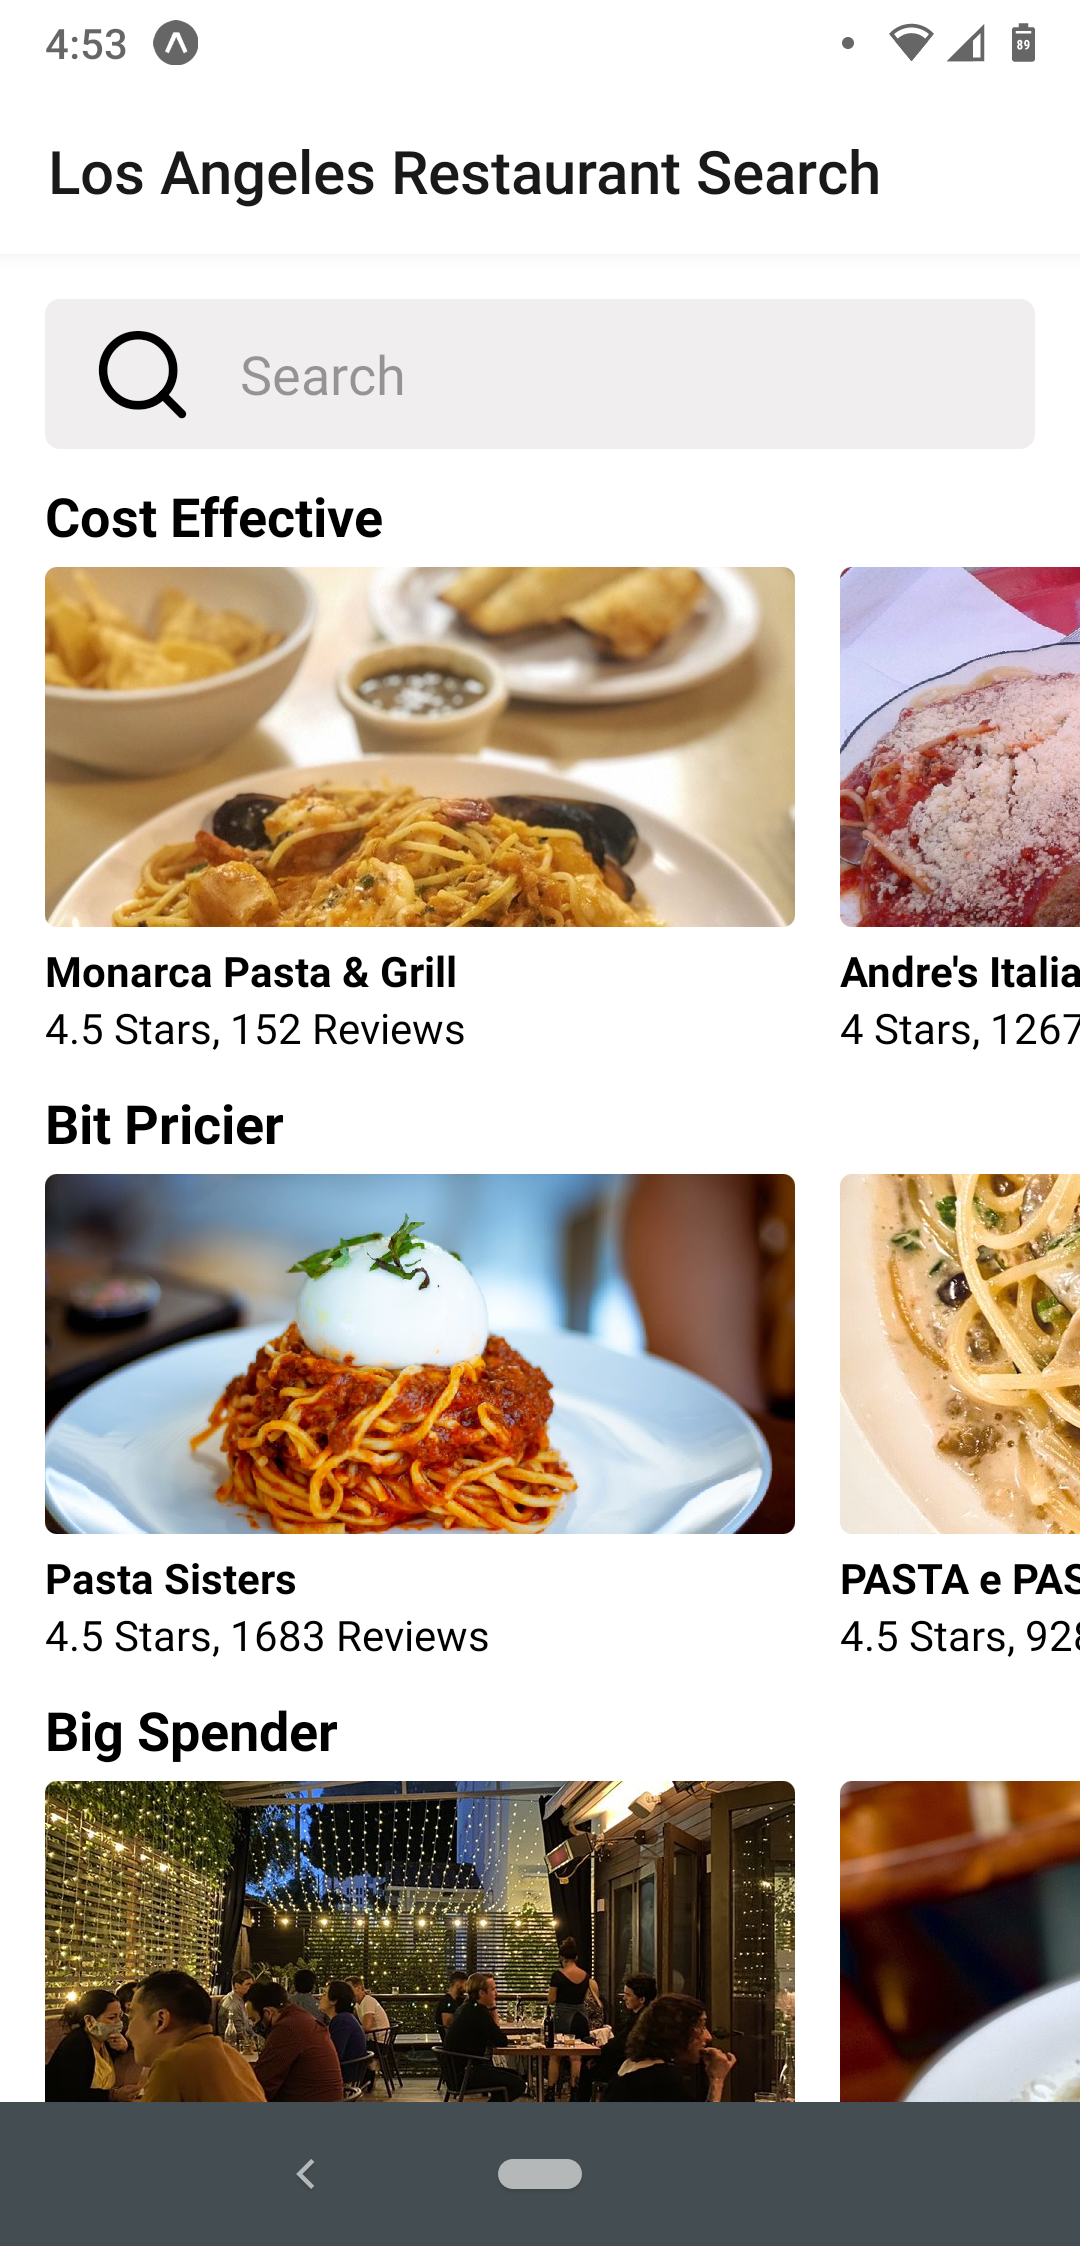 4:53
89
Los Angeles Restaurant Search
Search
Cost Effective
Monarca Pasta & Grill
4.5 Stars, 152 Reviews
Andre's Italia
4 Stars, 1267
Bit Pricier
Pasta Sisters
4.5 Stars, 1683 Reviews
PASTA e PAS
4.5 Stars, 928
Big Spender